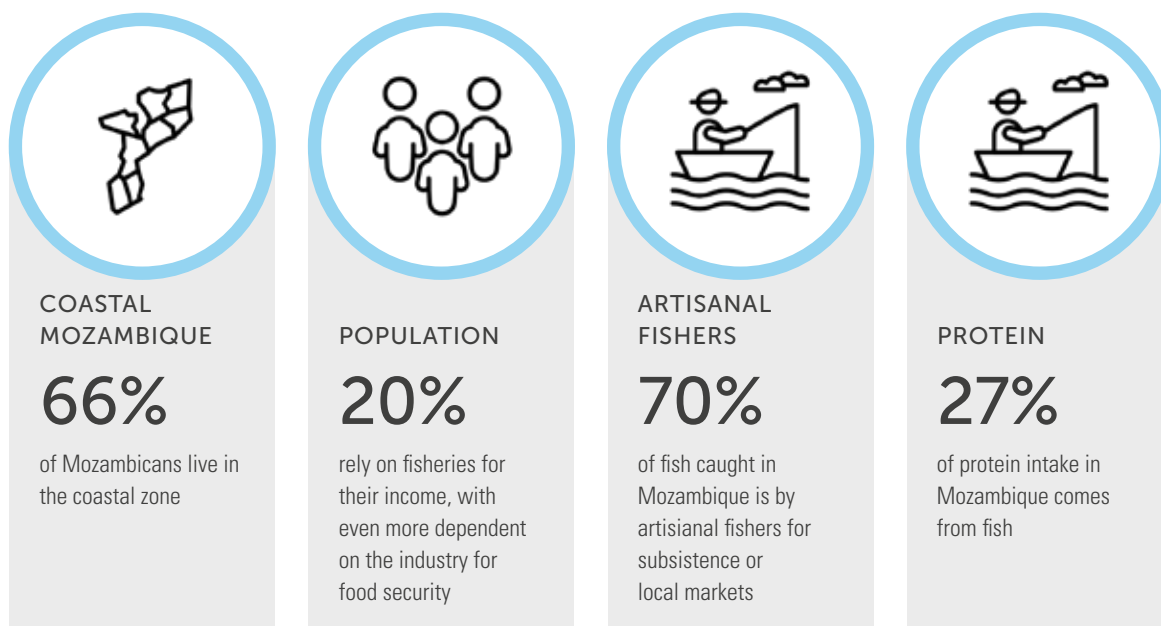 COASTAL
MOZAMBIQUE
66%
of Mozambicans live in
the coastal zone
POPULATION
20%
rely on fisheries for
their income, with
even more dependent
on the industry for
food security
ARTISANAL
FISHERS
70%
of fish caught in
Mozambique is by
artisianal fishers for
subsistence or
local markets
PROTEIN
27%
of protein intake in
Mozambique comes
from fish